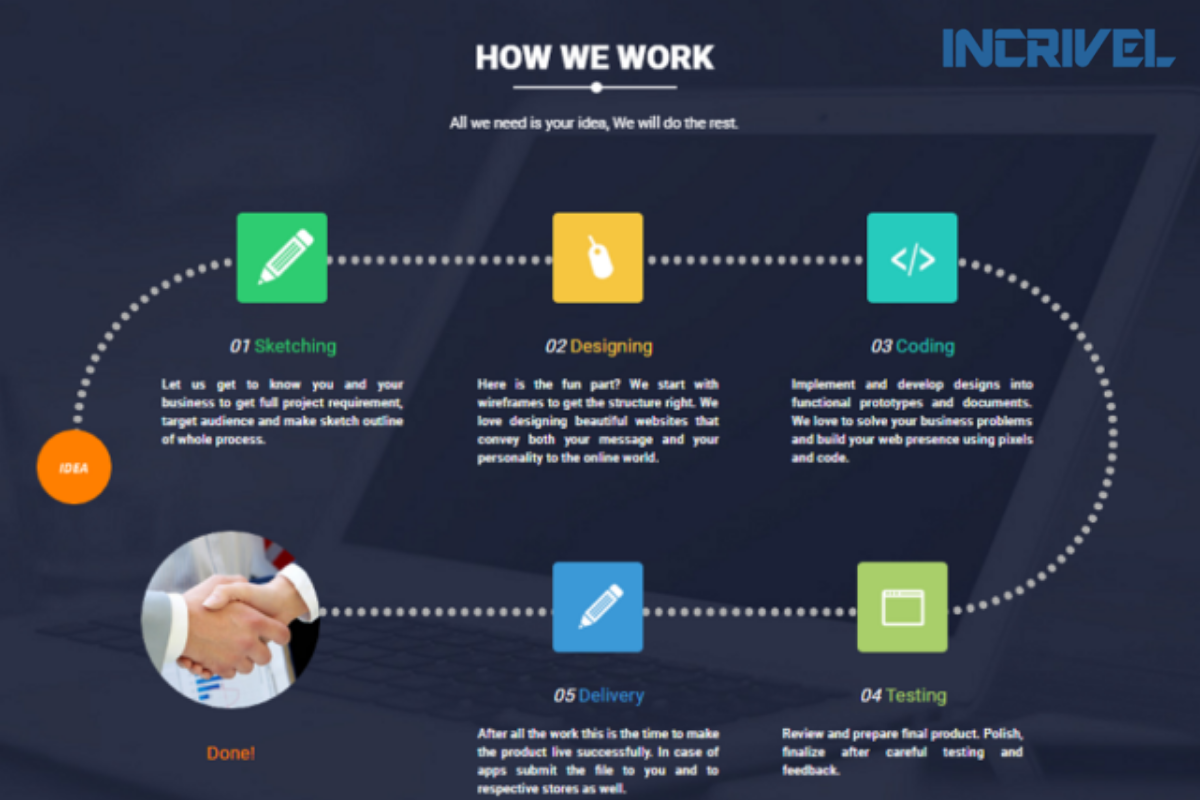 INCRIVEL
HOW WE WORK
All we need is your idea, We will do the rest.
01 Sketching
Let us get to know you and your
business to get full project requirement,
target audience and make sketch outline
of whole process.
02 Designing
Here is the fun part? We start with
wireframes to get the structure right. We
love designing beautiful websites that
convey both your message and your
personality to the online world.
03 Coding
Implement and develop designs into
functional prototypes and documents.
We love to solve your business problems
and build your web presence using pixels
and code.
IDEA
04 Testing
Review and prepare final product. Polish,
finalize after careful testing and
feedback.
05 Delivery
After all the work this is the time to make
the product live successfully. In case of
apps submit the file to you and to
respective stores as well.
Done!